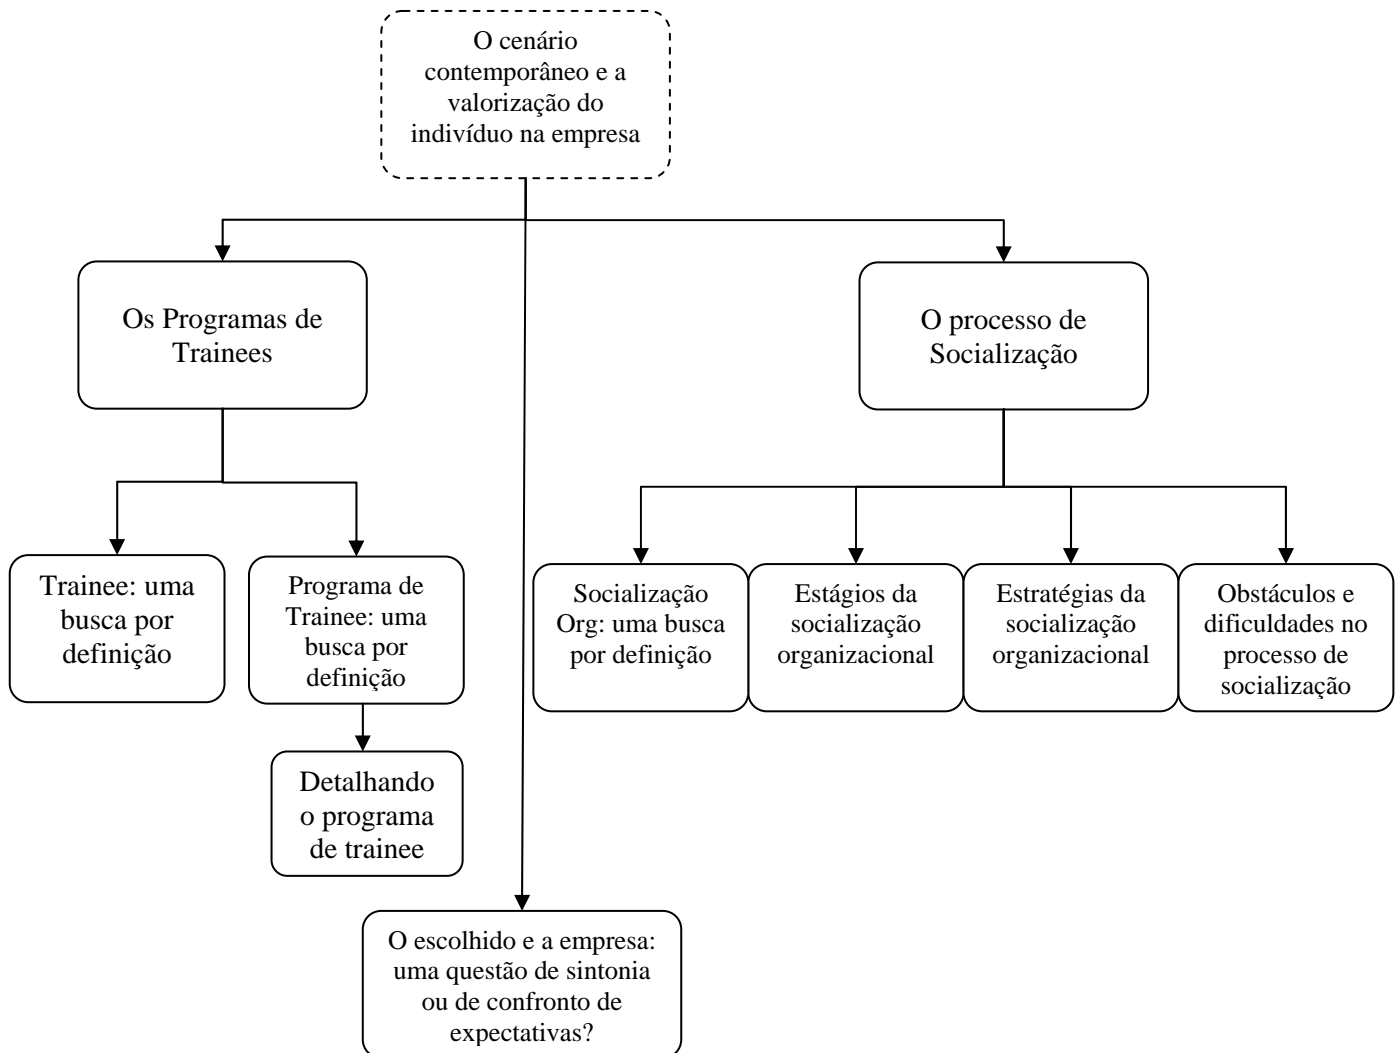 O cenário
contemporâneo e a
valorização do
indivíduo na empresa
Os Programas de
Trainees
O processo de
Socialização
Trainee: uma
busca por
definição
Programa de
Trainee: uma
busca por
definição
Socialização
Org: uma busca
por definição
Estágios da
socialização
organizacional
Estratégias da
socialização
organizacional
Obstáculos e
dificuldades no
processo de
socialização
Detalhando
o programa
de trainee
O escolhido e a empresa:
uma questão de sintonia
ou de confronto de
expectativas?